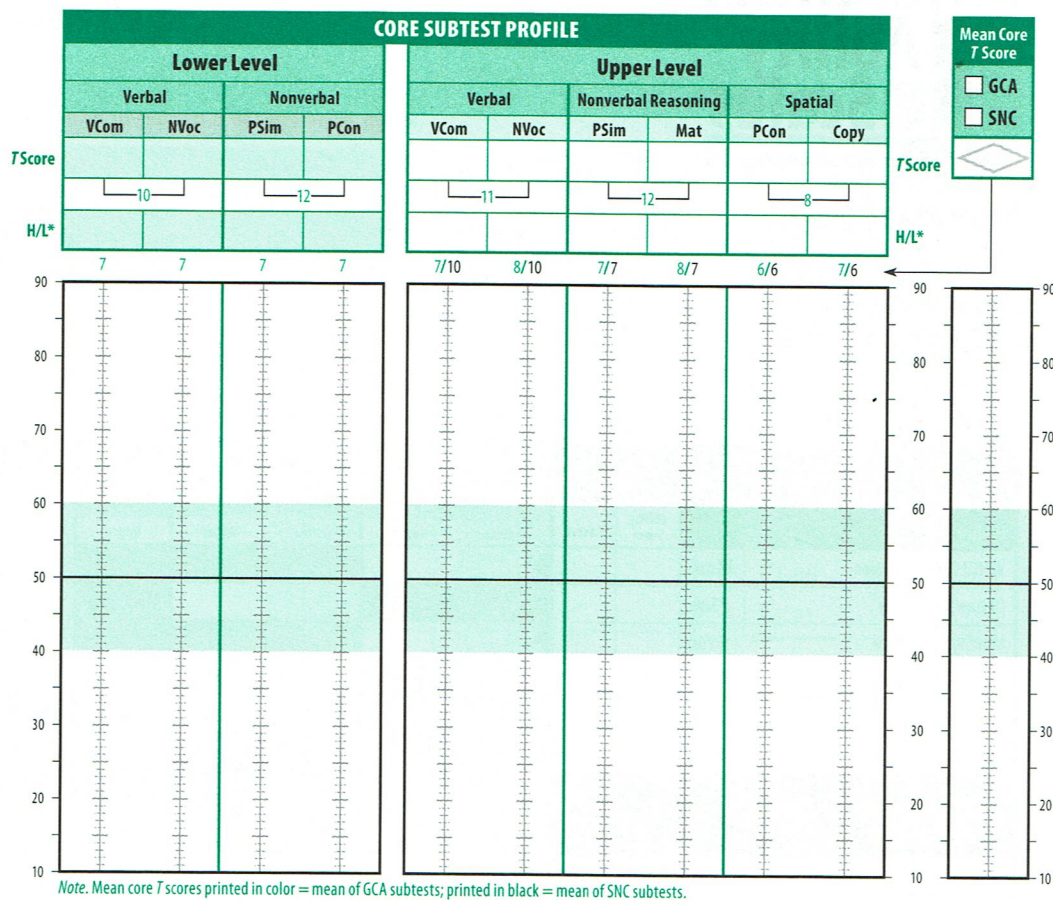 CORE SUBTEST PROFILE
Mean Core
T Score
GCA
SNC
Lower Level
Upper Level
Verbal Nonverbal
Verbal Nonverbal Reasoning Spatial
VCom NVoc PSim PCon
VCom NVoc PSim Mat PCon Copy
T Score
T Score
10 12
11 12 8
H/L*
H/L*
7 7 7 7
7/10 8/10 7/7 8/7 6/6 7/6
90 90 90
80 80 80
70 70 70
60 60 60
50 50 50
40 40 40
30 30 30
20 20 20
10 10 10
Note. Mean core T scores printed in color = mean of GCA subtests; printed in black = mean of SNC subtests.